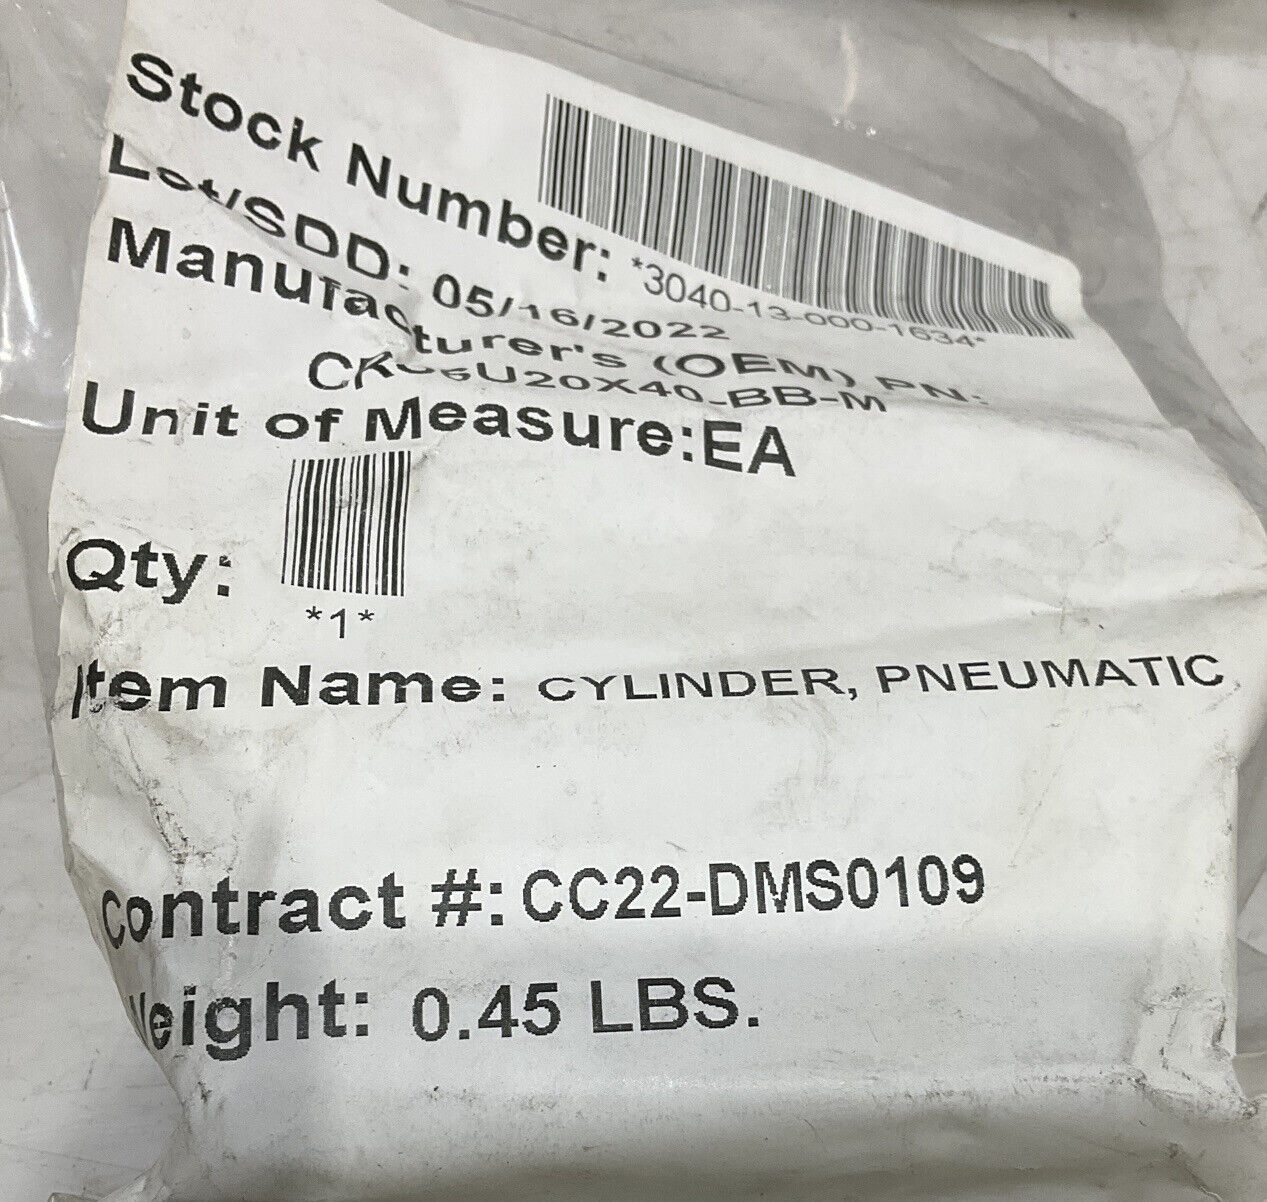 Stock Number: *3040-13-000-1634*
Lot/SDD: 05/16/2022
Manufacturer's (OEM) PN:
Unit of Measure:EA
Qty: *1*
Item Name: CYLINDER, PNEUMATIC
Contract #: CC22-DMS0109
Weight: 0.45 LBS.